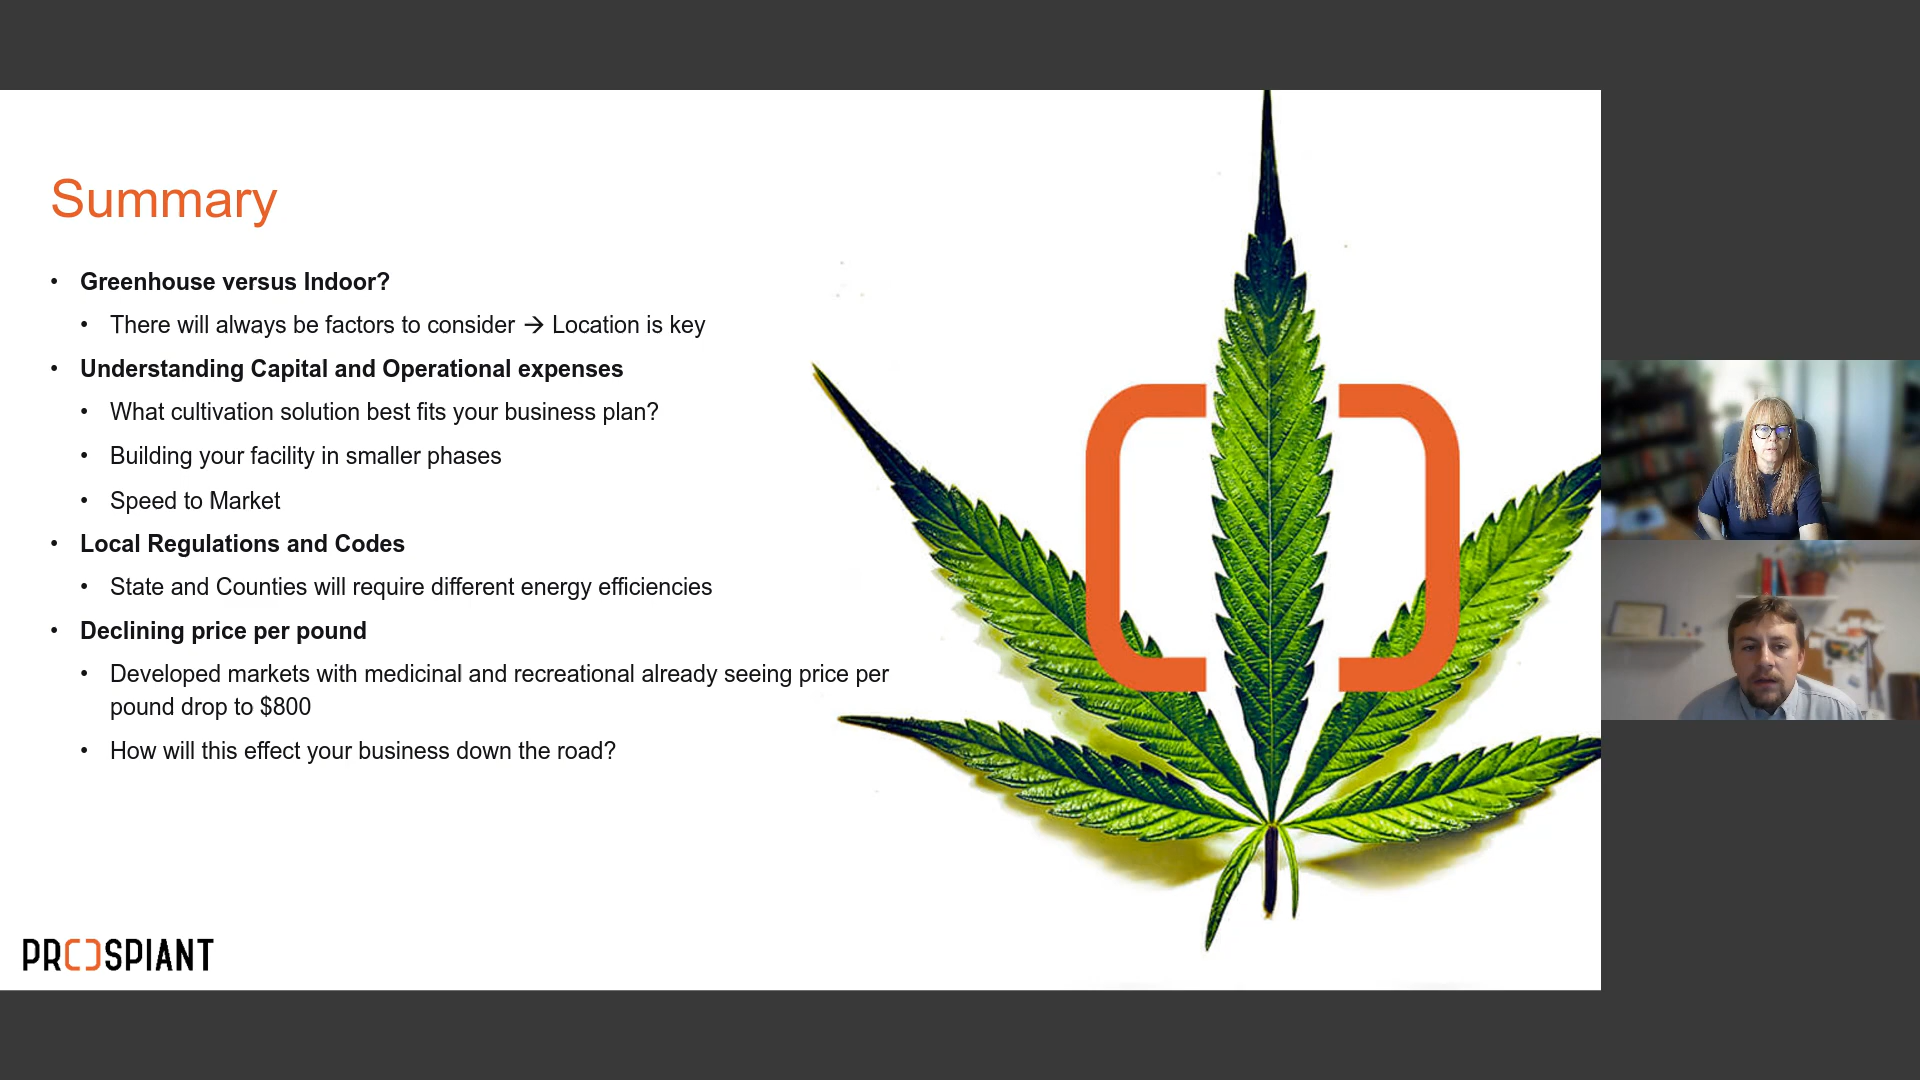 Summary
• Greenhouse versus Indoor?
• There will always be factors to consider → Location is key
• Understanding Capital and Operational expenses
• What cultivation solution best fits your business plan?
• Building your facility in smaller phases
• Speed to Market
• Local Regulations and Codes
• State and Counties will require different energy efficiencies
• Declining price per pound
• Developed markets with medicinal and recreational already seeing price per
pound drop to $800
• How will this effect your business down the road?
PROSPIANT